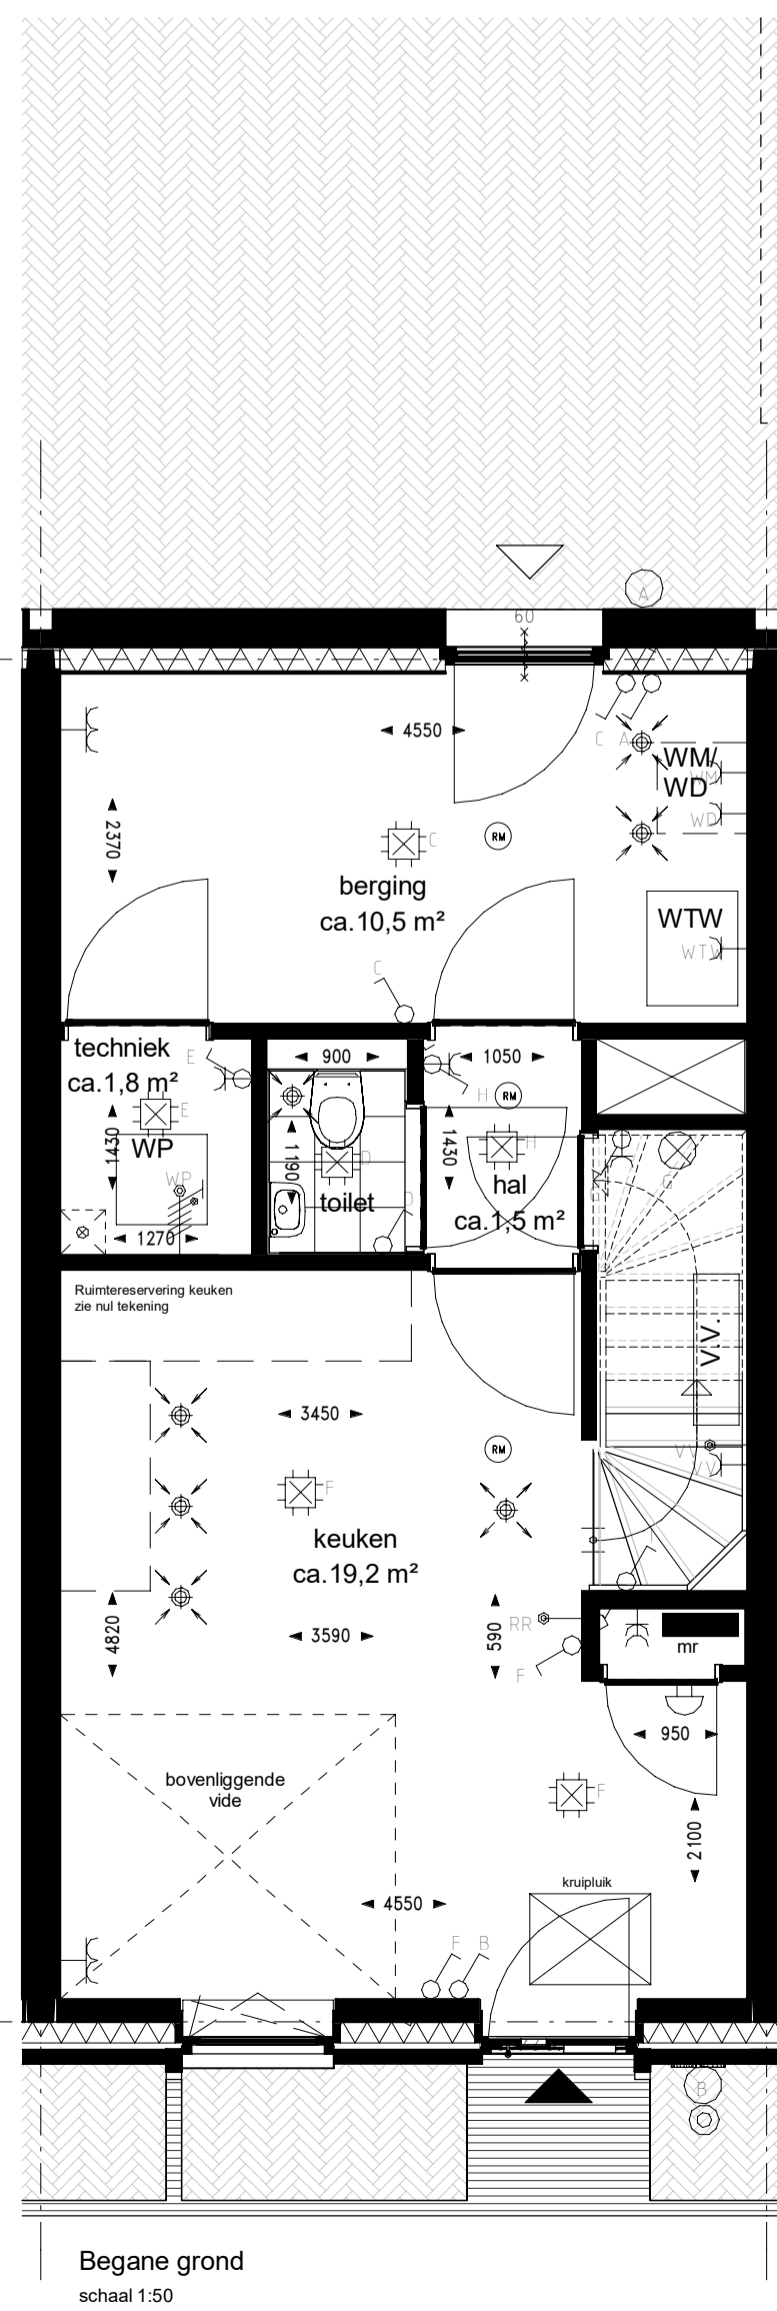 A
60
4550
C A
WM/
WD
WM
WD
2370
C
RM
berging
ca.10,5 m²
WTW
WTW
C
techniek
ca.1,8 m²
E
900
1050
E
H
RM
1430
WP
WP
1270
1190
D
toilet
D
1430
H
hal
ca.1,5 m²
G
Ruimtereservering keuken
zie nul tekening
V.V.
3450
RM
VV
VV
F
keuken
ca.19,2 m²
4820
3590
590
RR
F
mr
950
bovenliggende
vide
F
2100
kruipluik
4550
F B
B
Begane grond
schaal 1:50